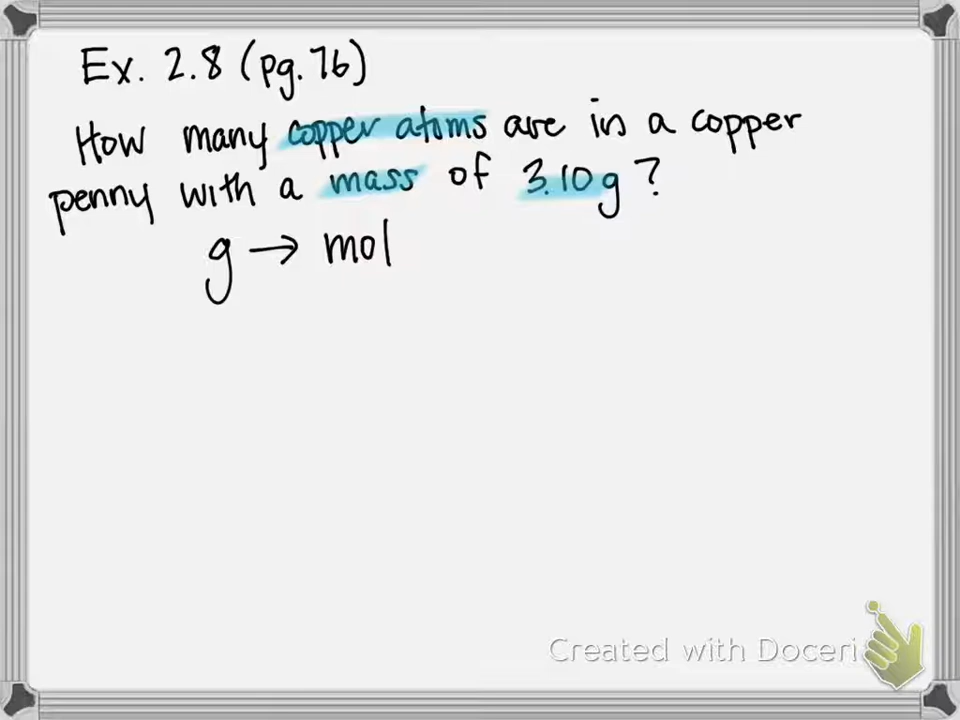 Ex. 2.8 (pg. 76)
How many copper atoms are in a copper
penny with a mass of 3.10g?
g → mol
Created with Doceri